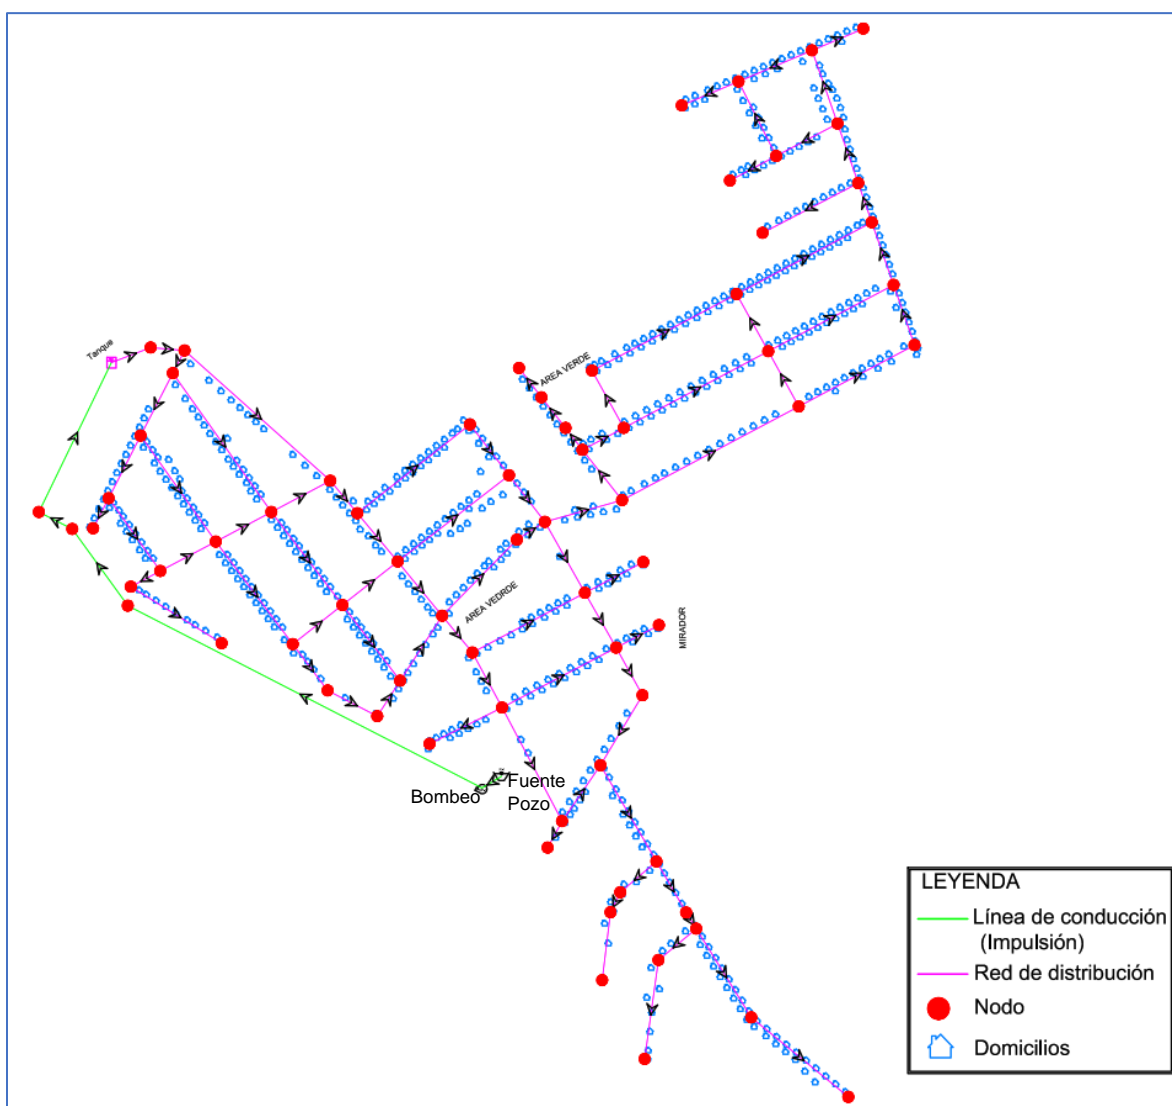 Tanque
AREA VERDE
AREA VEDRDE
MIRADOR
Bombeo
Fuente
Pozo
LEYENDA
Línea de conducción
(Impulsión)
Red de distribución
Nodo
Domicilios